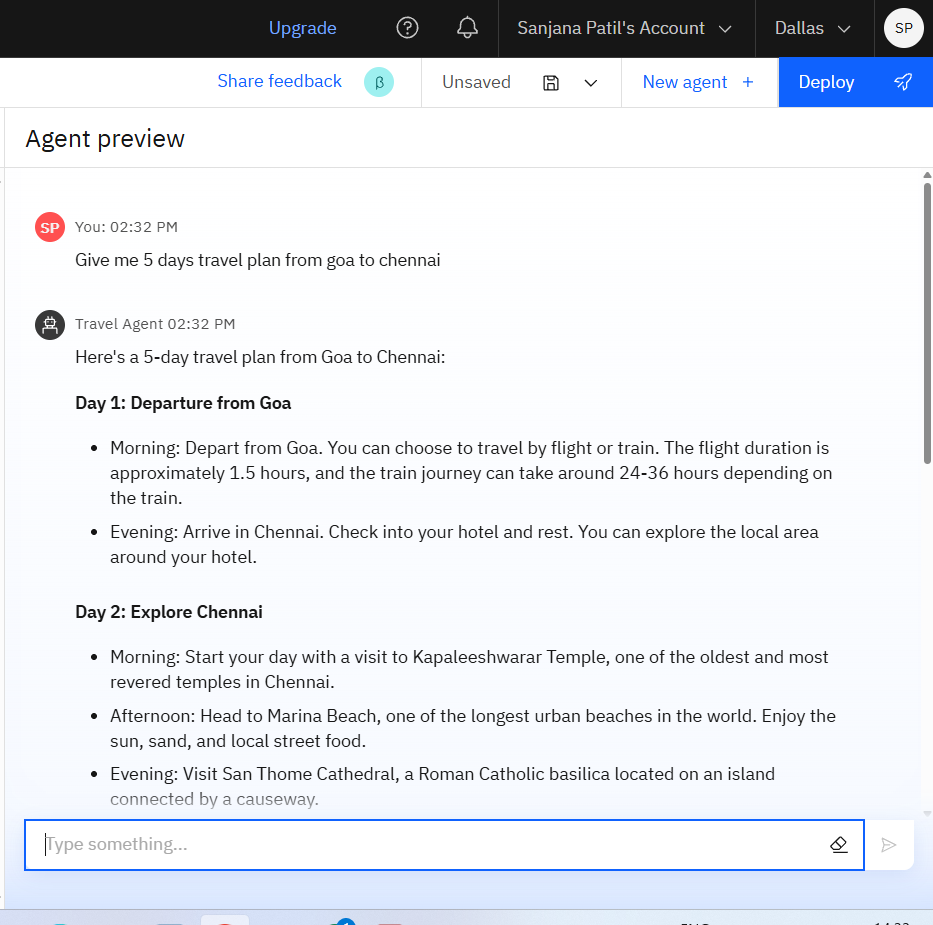 Upgrade
Sanjana Patil's Account
Dallas
SP
Share feedback
β
Unsaved
New agent +
Deploy
Agent preview
SP
You: 02:32 PM
Give me 5 days travel plan from goa to chennai
Travel Agent 02:32 PM
Here's a 5-day travel plan from Goa to Chennai:
Day 1: Departure from Goa
• Morning: Depart from Goa. You can choose to travel by flight or train. The flight duration is
approximately 1.5 hours, and the train journey can take around 24-36 hours depending on
the train.
• Evening: Arrive in Chennai. Check into your hotel and rest. You can explore the local area
around your hotel.
Day 2: Explore Chennai
• Morning: Start your day with a visit to Kapaleeshwarar Temple, one of the oldest and most
revered temples in Chennai.
• Afternoon: Head to Marina Beach, one of the longest urban beaches in the world. Enjoy the
sun, sand, and local street food.
• Evening: Visit San Thome Cathedral, a Roman Catholic basilica located on an island
connected by a causeway.
Type something...